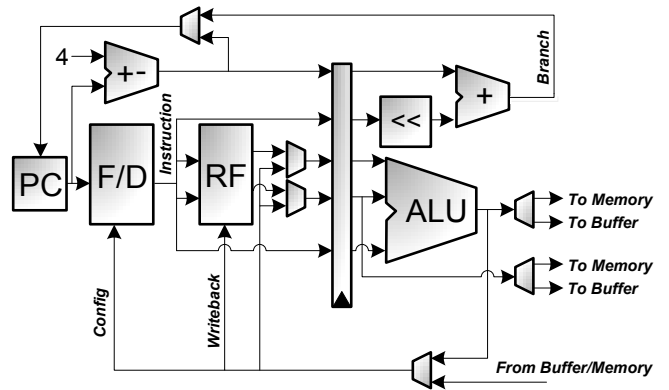 Branch
4
+-
+
<<
Instruction
PC
F/D
RF
ALU
To Memory
To Buffer
To Memory
To Buffer
Config
Writeback
From Buffer/Memory